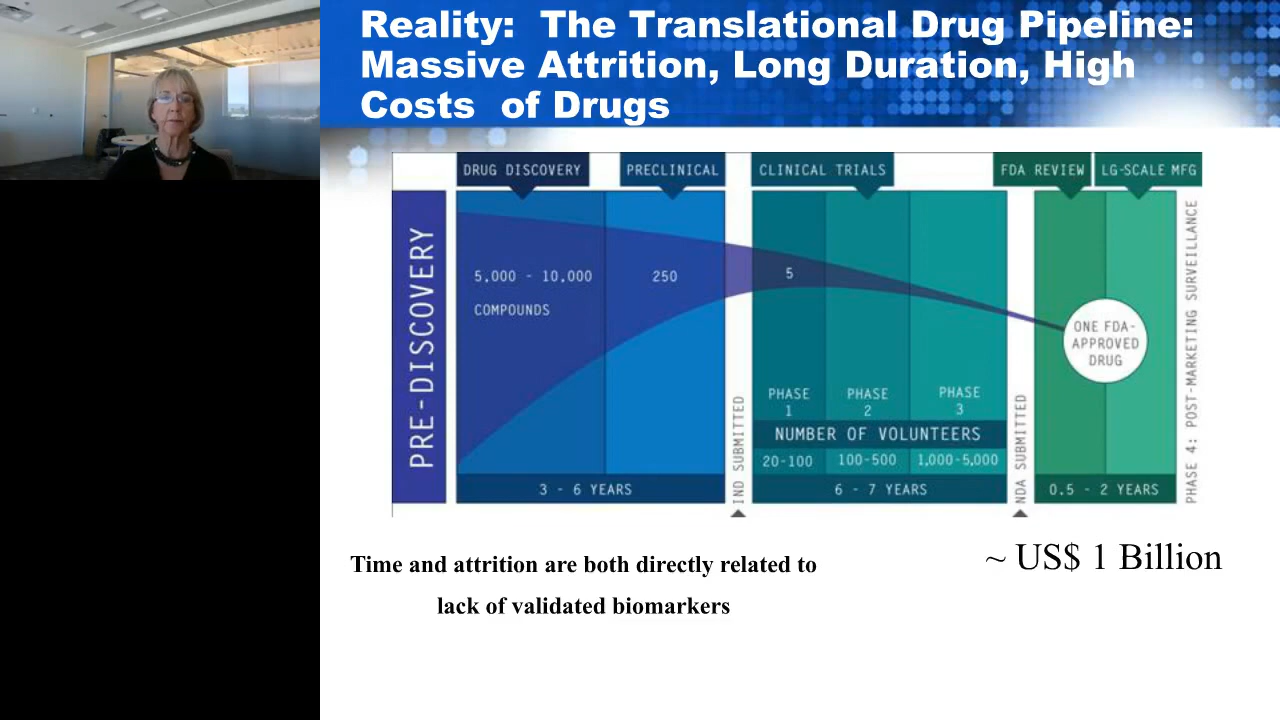 Reality:  The Translational Drug Pipeline:
Massive Attrition, Long Duration, High
Costs  of Drugs
DRUG DISCOVERY
PRECLINICAL
CLINICAL TRIALS
FDA REVIEW
LG-SCALE MFG
PRE-DISCOVERY
5,000 - 10,000
COMPOUNDS
250
5
ONE FDA-
APPROVED
DRUG
PHASE
1
PHASE
2
PHASE
3
NUMBER OF VOLUNTEERS
20-100
100-500
1,000-5,000
3 - 6 YEARS
IND SUBMITTED
6 - 7 YEARS
NDA SUBMITTED
0.5 - 2 YEARS
PHASE 4: POST-MARKETING SURVEILLANCE
Time and attrition are both directly related to
lack of validated biomarkers
~ US$ 1 Billion